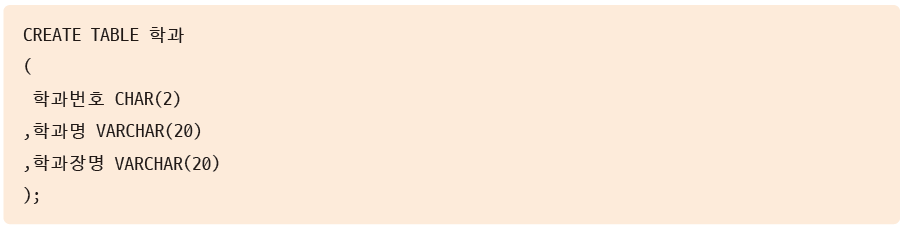 CREATE TABLE 학과
(
 학과번호 CHAR(2)
,학과명 VARCHAR(20)
,학과장명 VARCHAR(20)
);